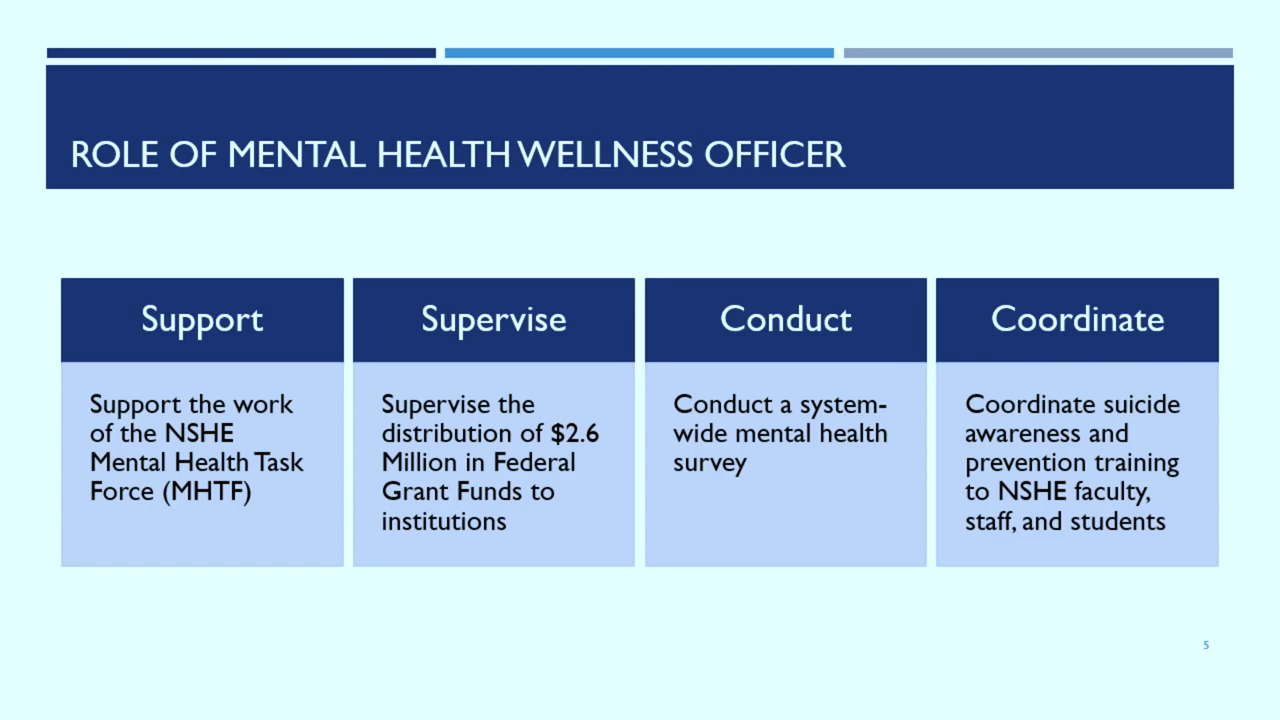 ROLE OF MENTAL HEALTH WELLNESS OFFICER
Support
Support the work
of the NSHE
Mental Health Task
Force (MHTF)
Supervise
Supervise the
distribution of $2.6
Million in Federal
Grant Funds to
institutions
Conduct
Conduct a system-
wide mental health
survey
Coordinate
Coordinate suicide
awareness and
prevention training
to NSHE faculty,
staff, and students
5